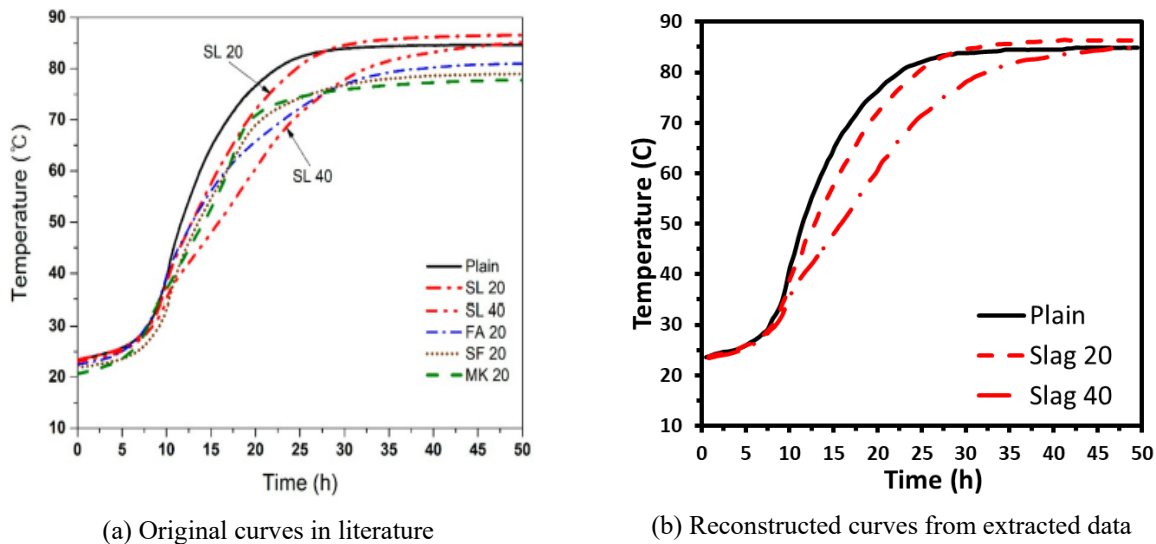 90
80
70
60
50
40
30
20
10
Temperature (℃)
SL 20
SL 40
Plain
SL 20
SL 40
FA 20
SF 20
MK 20
0 5 10 15 20 25 30 35 40 45 50
Time (h)
(a) Original curves in literature
90
80
70
60
50
40
30
20
10
Temperature (C)
Plain
Slag 20
Slag 40
0 5 10 15 20 25 30 35 40 45 50
Time (h)
(b) Reconstructed curves from extracted data